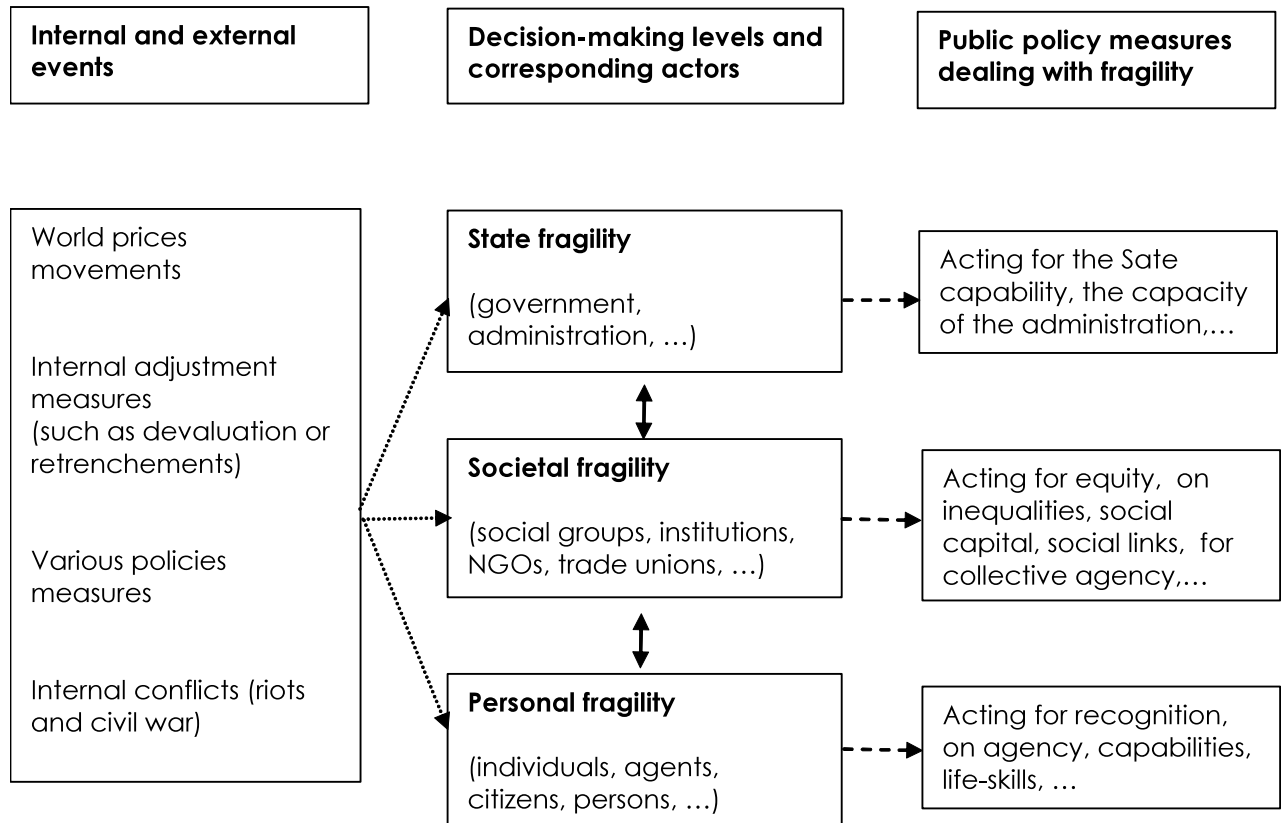 Internal and external
events
Decision-making levels and
corresponding actors
Public policy measures
dealing with fragility
World prices
movements
Internal adjustment
measures
(such as devaluation or
retrenchements)
Various policies
measures
Internal conflicts (riots
and civil war)
State fragility
(government,
administration, …)
Societal fragility
(social groups, institutions,
NGOs, trade unions, …)
Personal fragility
(individuals, agents,
citizens, persons, …)
Acting for the Sate
capability, the capacity
of the administration,…
Acting for equity,  on
inequalities, social
capital, social links,  for
collective agency,…
Acting for recognition,
on agency, capabilities,
life-skills, …